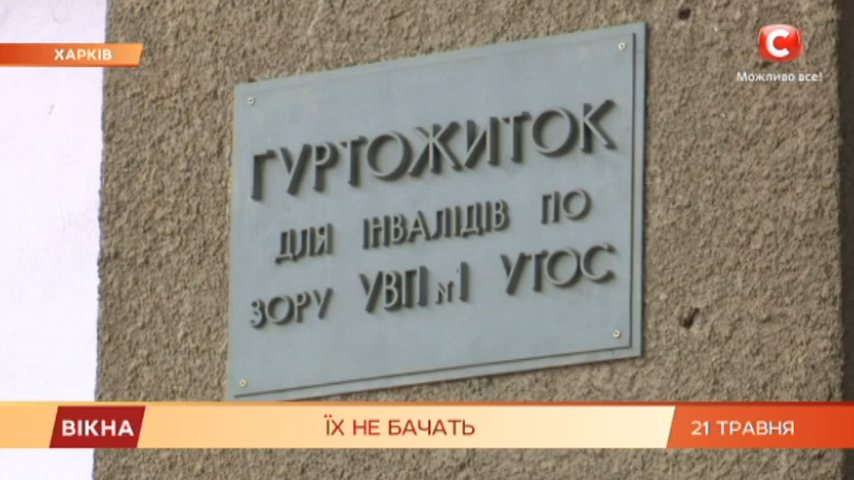 ХАРКІВ
С
Можливо все!
ГУРТОЖИТОК
ДЛЯ ІНВАЛІДІВ ПО
ЗОРУ УВП №1 УТОС
ВІКНА
ЇХ НЕ БАЧАТЬ
21 ТРАВНЯ